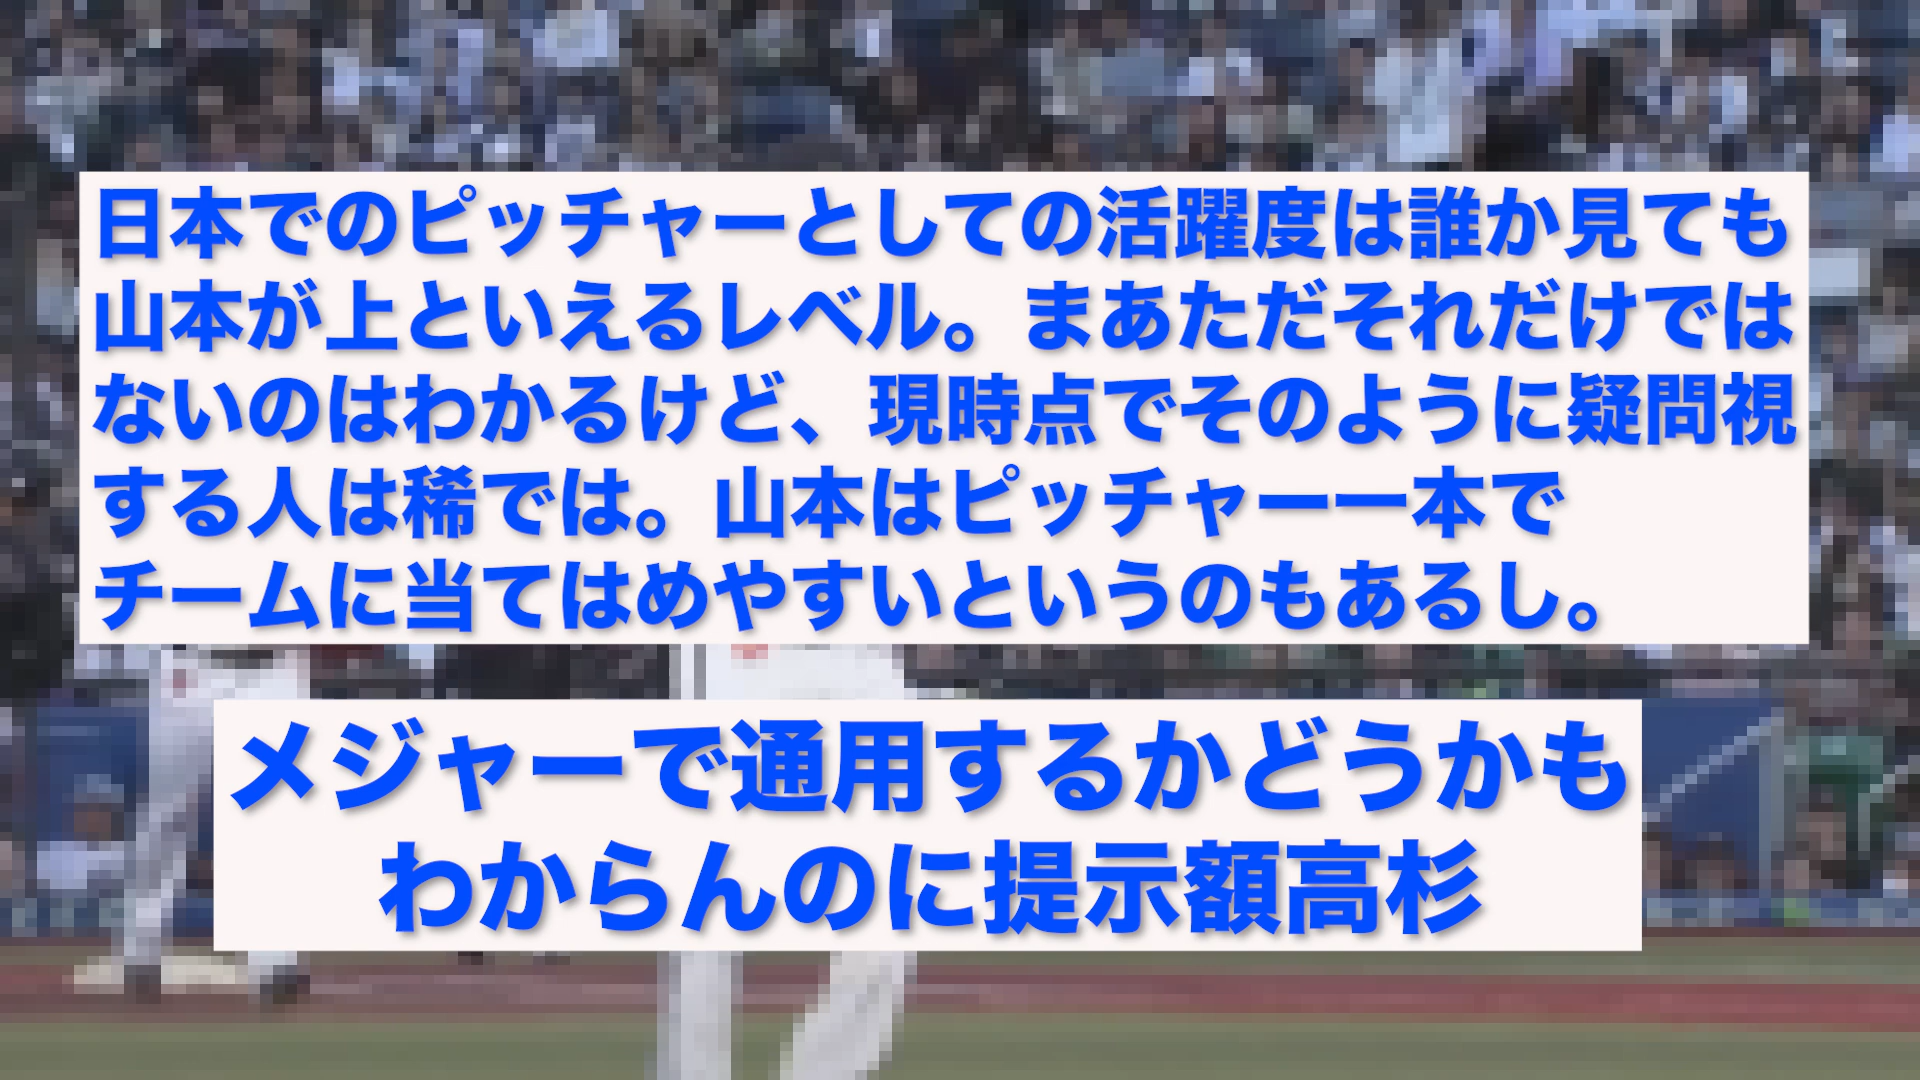 日本でのピッチャーとしての活躍度は誰か見ても
山本が上といえるレベル。まあただそれだけでは
ないのはわかるけど、現時点でそのように疑問視
する人は稀では。山本はピッチャー一本で
チームに当てはめやすいというのもあるし。
メジャーで通用するかどうかも
わからんのに提示額高杉